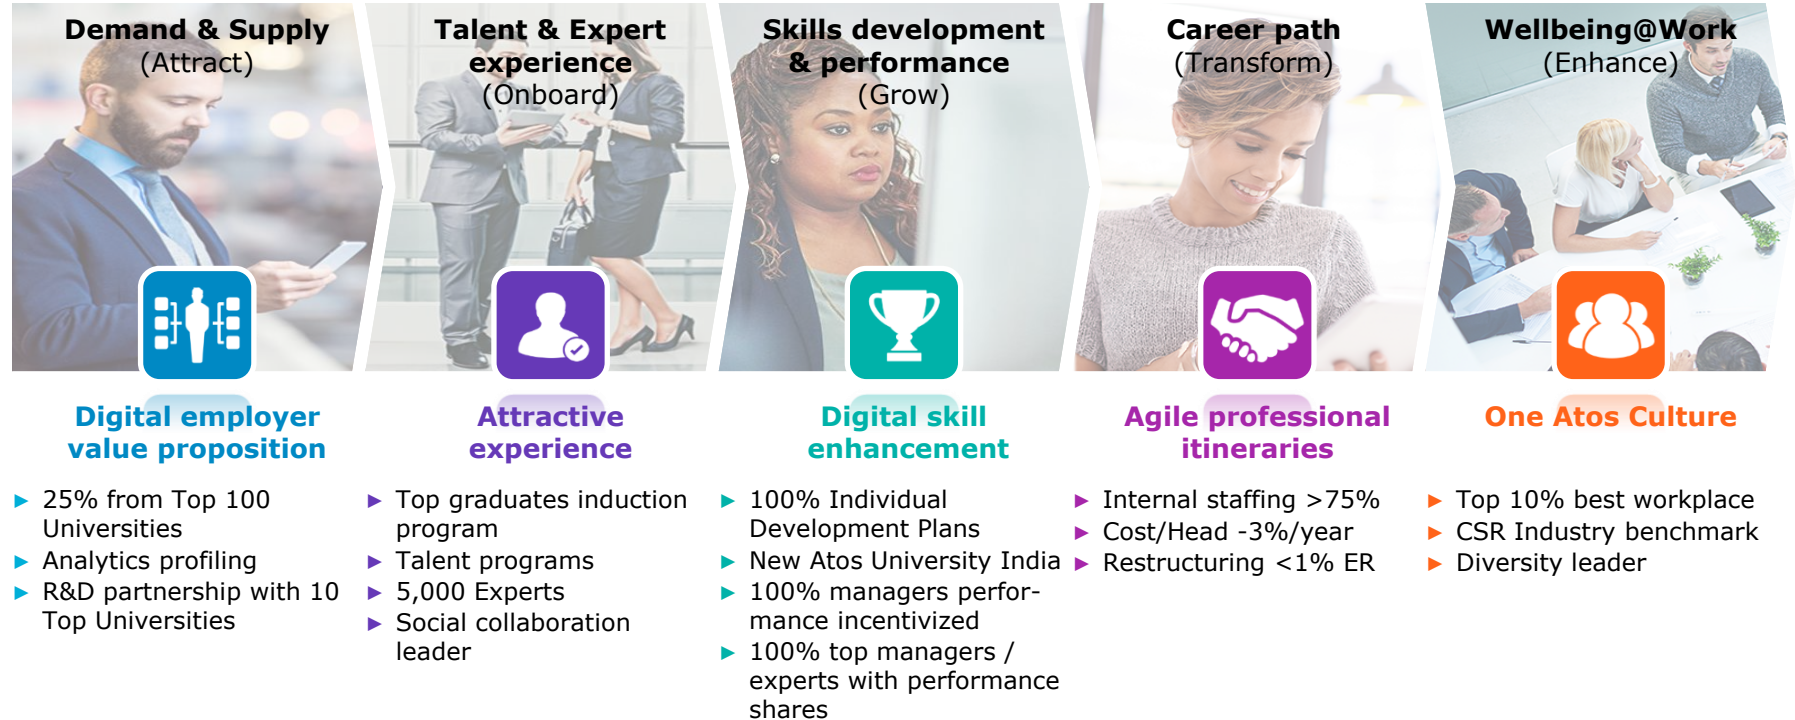 Demand & Supply
(Attract)
Talent & Expert
experience
(Onboard)
Skills development
& performance
(Grow)
Career path
(Transform)
Wellbeing@Work
(Enhance)
Digital employer
value proposition
► 25% from Top 100
Universities
► Analytics profiling
► R&D partnership with 10
Top Universities
Attractive
experience
► Top graduates induction
program
► Talent programs
► 5,000 Experts
► Social collaboration
leader
Digital skill
enhancement
► 100% Individual
Development Plans
► New Atos University India
► 100% managers perfor-
mance incentivized
► 100% top managers /
experts with performance
shares
Agile professional
itineraries
► Internal staffing >75%
► Cost/Head -3%/year
► Restructuring <1% ER
One Atos Culture
► Top 10% best workplace
► CSR Industry benchmark
► Diversity leader